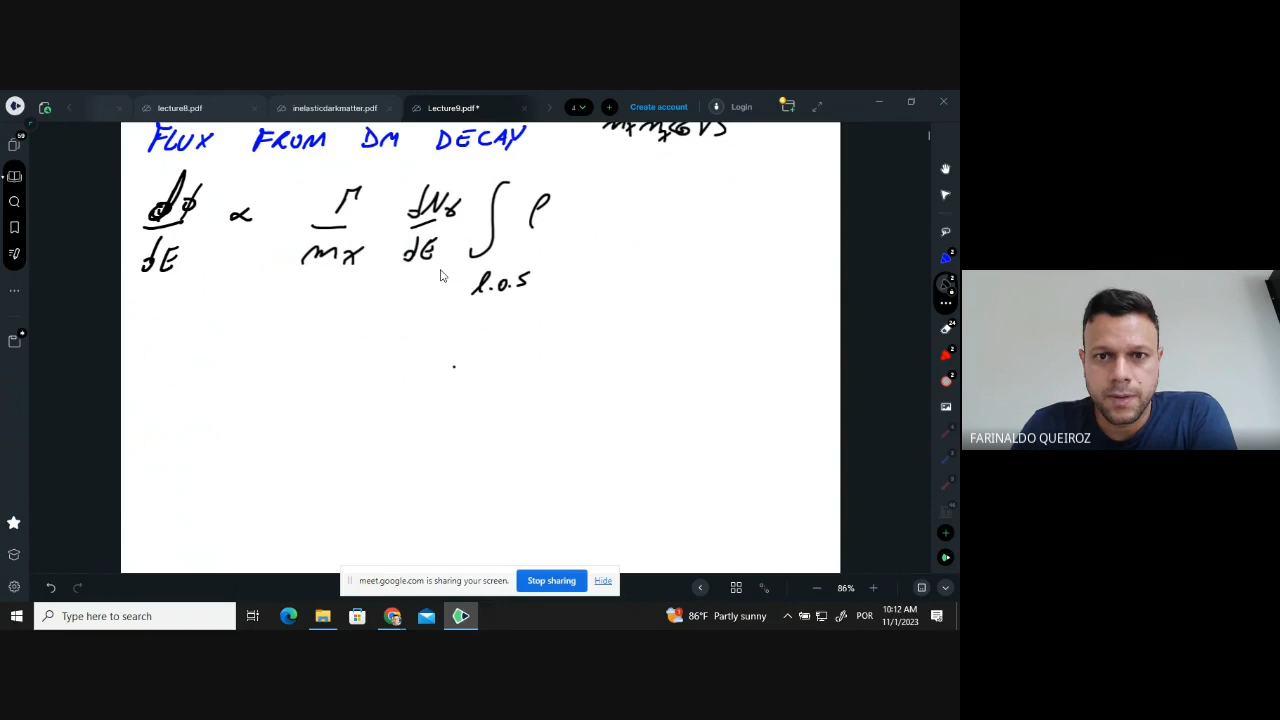 lecture8.pdf
inelasticdarkmatter.pdf
Lecture9.pdf*
4
Create account
Login
FLUX FROM DM DECAY
dϕ/dE ∝ Γ/mχ dNγ/dE ∫ ρ
l.o.s
FARINALDO QUEIROZ
meet.google.com is sharing your screen.
Stop sharing
Hide
86%
Type here to search
86°F Partly sunny
POR
10:12 AM
11/1/2023